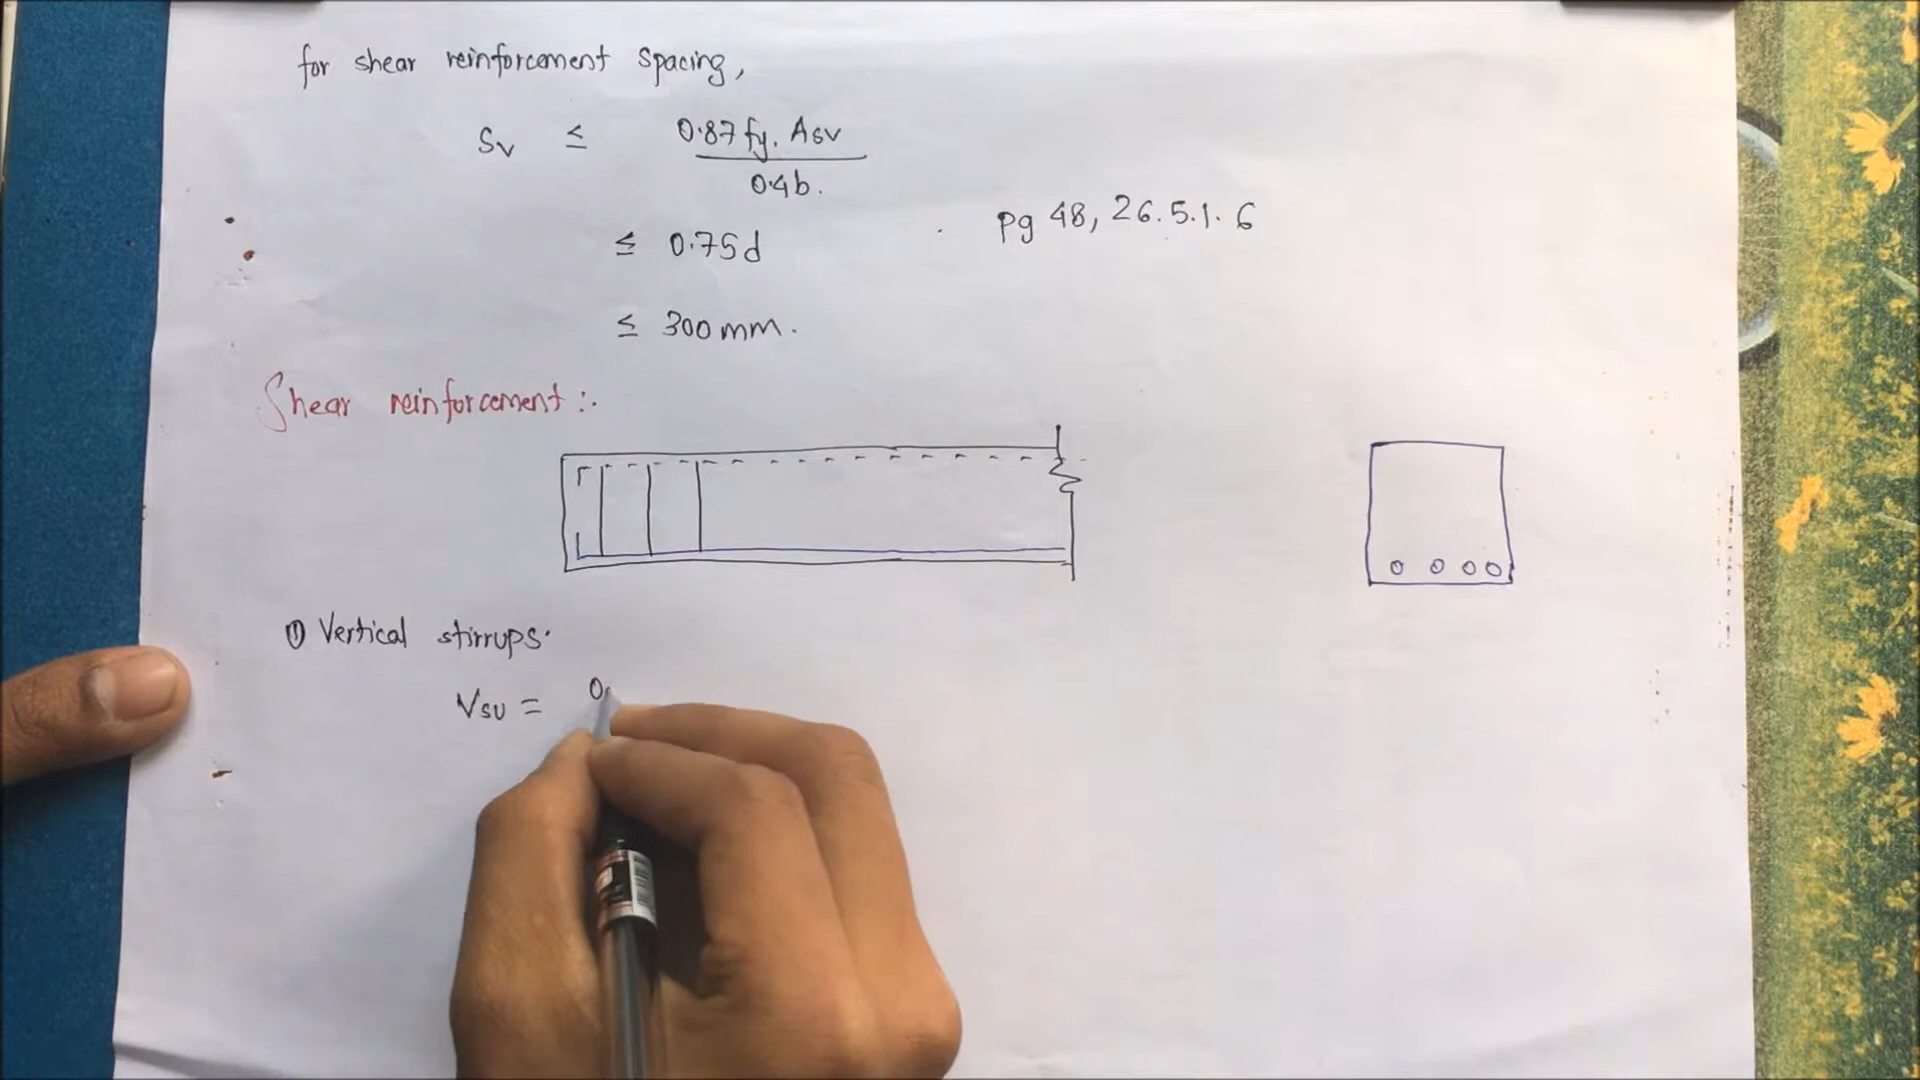 for shear reinforcement spacing,
Sv ≤ 0.87 fy. Asv
0.4b.
≤ 0.75d
pg 48, 26.5.1.6
≤ 300 mm.
Shear reinforcement :.
① Vertical stirrups.
Vsu = 0.